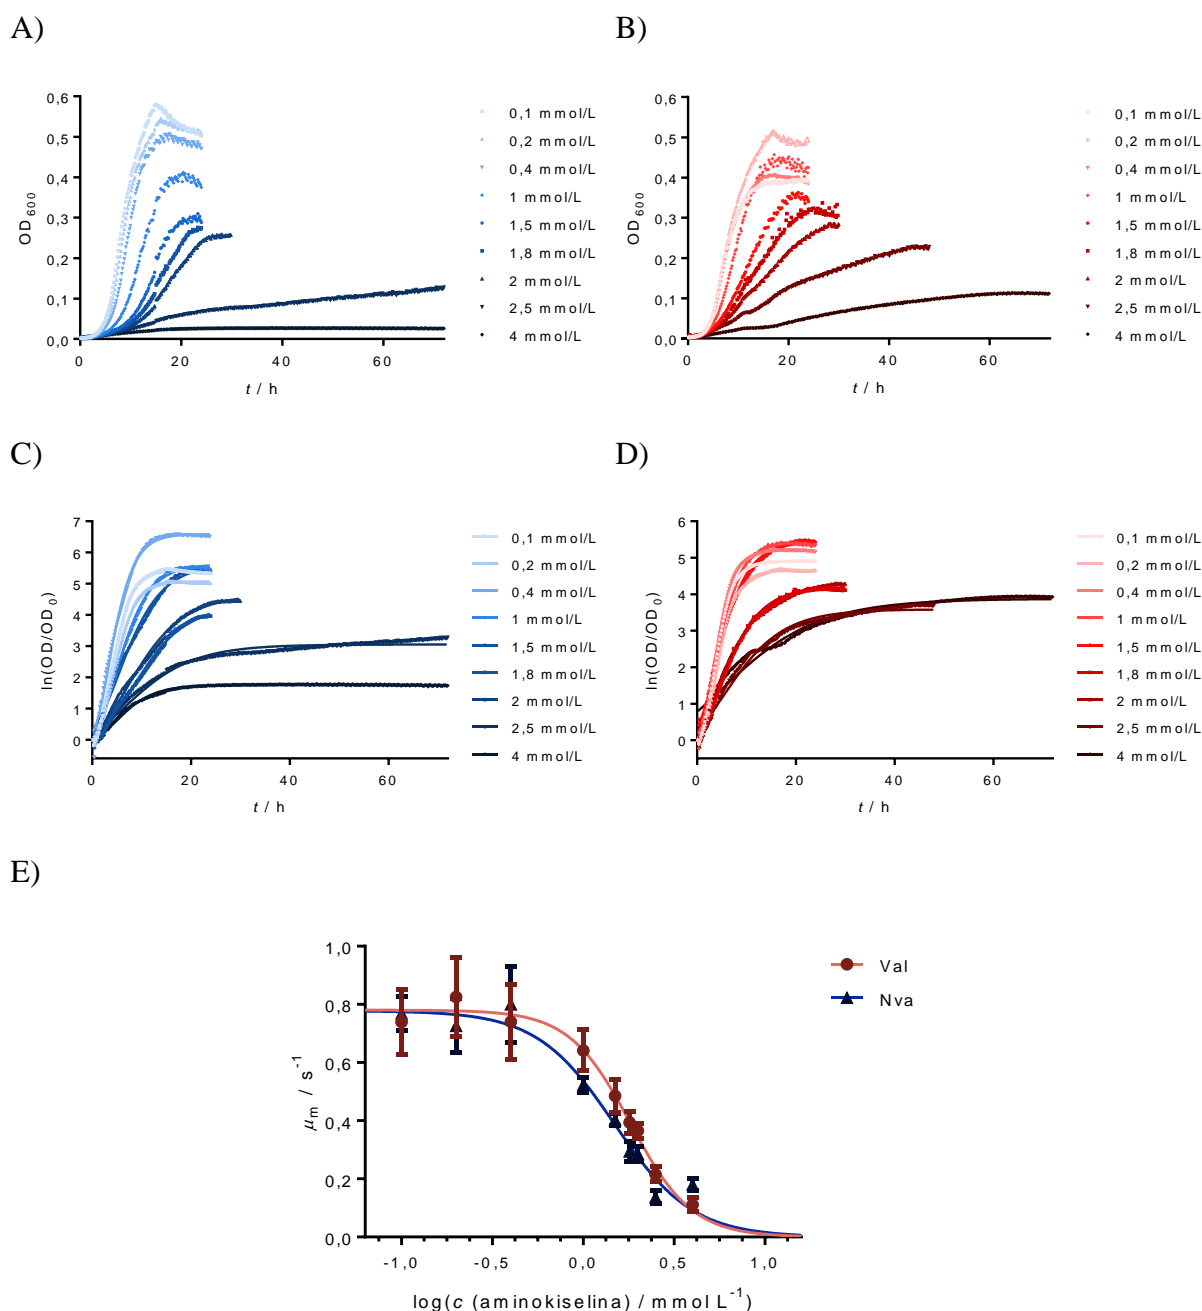 A)
B)
0,6
0,5
0,4
0,3
0,2
0,1
0,0
OD600
0
20
40
60
t / h
0,1 mmol/L
0,2 mmol/L
0,4 mmol/L
1 mmol/L
1,5 mmol/L
1,8 mmol/L
2 mmol/L
2,5 mmol/L
4 mmol/L
0,6
0,5
0,4
0,3
0,2
0,1
0,0
OD600
0
20
40
60
t / h
0,1 mmol/L
0,2 mmol/L
0,4 mmol/L
1 mmol/L
1,5 mmol/L
1,8 mmol/L
2 mmol/L
2,5 mmol/L
4 mmol/L
C)
D)
7
6
5
4
3
2
1
0
ln(OD/OD0)
0
20
40
60
t / h
0,1 mmol/L
0,2 mmol/L
0,4 mmol/L
1 mmol/L
1,5 mmol/L
1,8 mmol/L
2 mmol/L
2,5 mmol/L
4 mmol/L
6
5
4
3
2
1
0
ln(OD/OD0)
0
20
40
60
t / h
0,1 mmol/L
0,2 mmol/L
0,4 mmol/L
1 mmol/L
1,5 mmol/L
1,8 mmol/L
2 mmol/L
2,5 mmol/L
4 mmol/L
E)
1,0
0,8
0,6
0,4
0,2
0,0
μm / s-1
-1,0
-0,5
0,0
0,5
1,0
log(c (aminokiselina) / mmol L-1)
Val
Nva